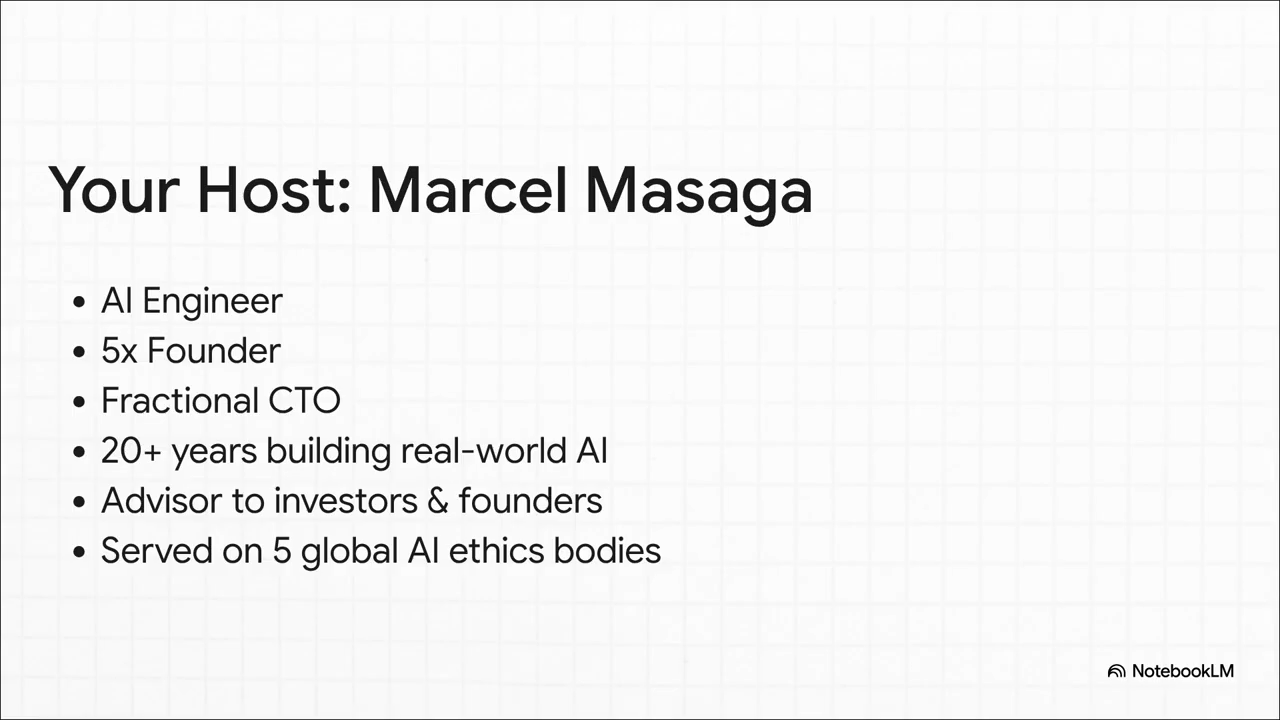 Your Host: Marcel Masaga
• AI Engineer
• 5x Founder
• Fractional CTO
• 20+ years building real-world AI
• Advisor to investors & founders
• Served on 5 global AI ethics bodies
NotebookLM